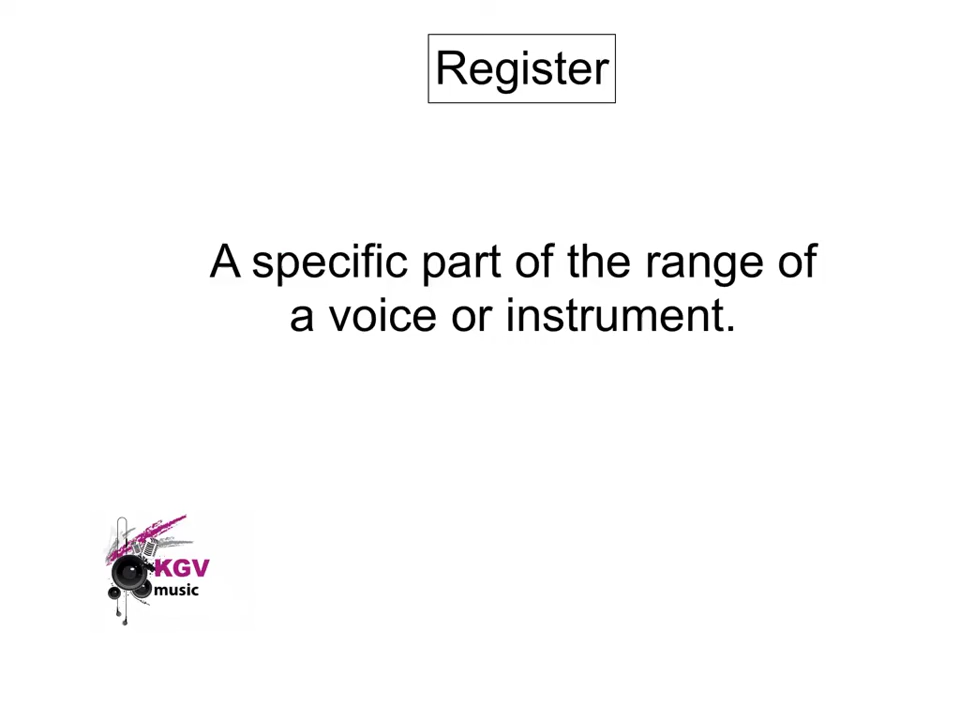 Register
A specific part of the range of
a voice or instrument.
KGV
music